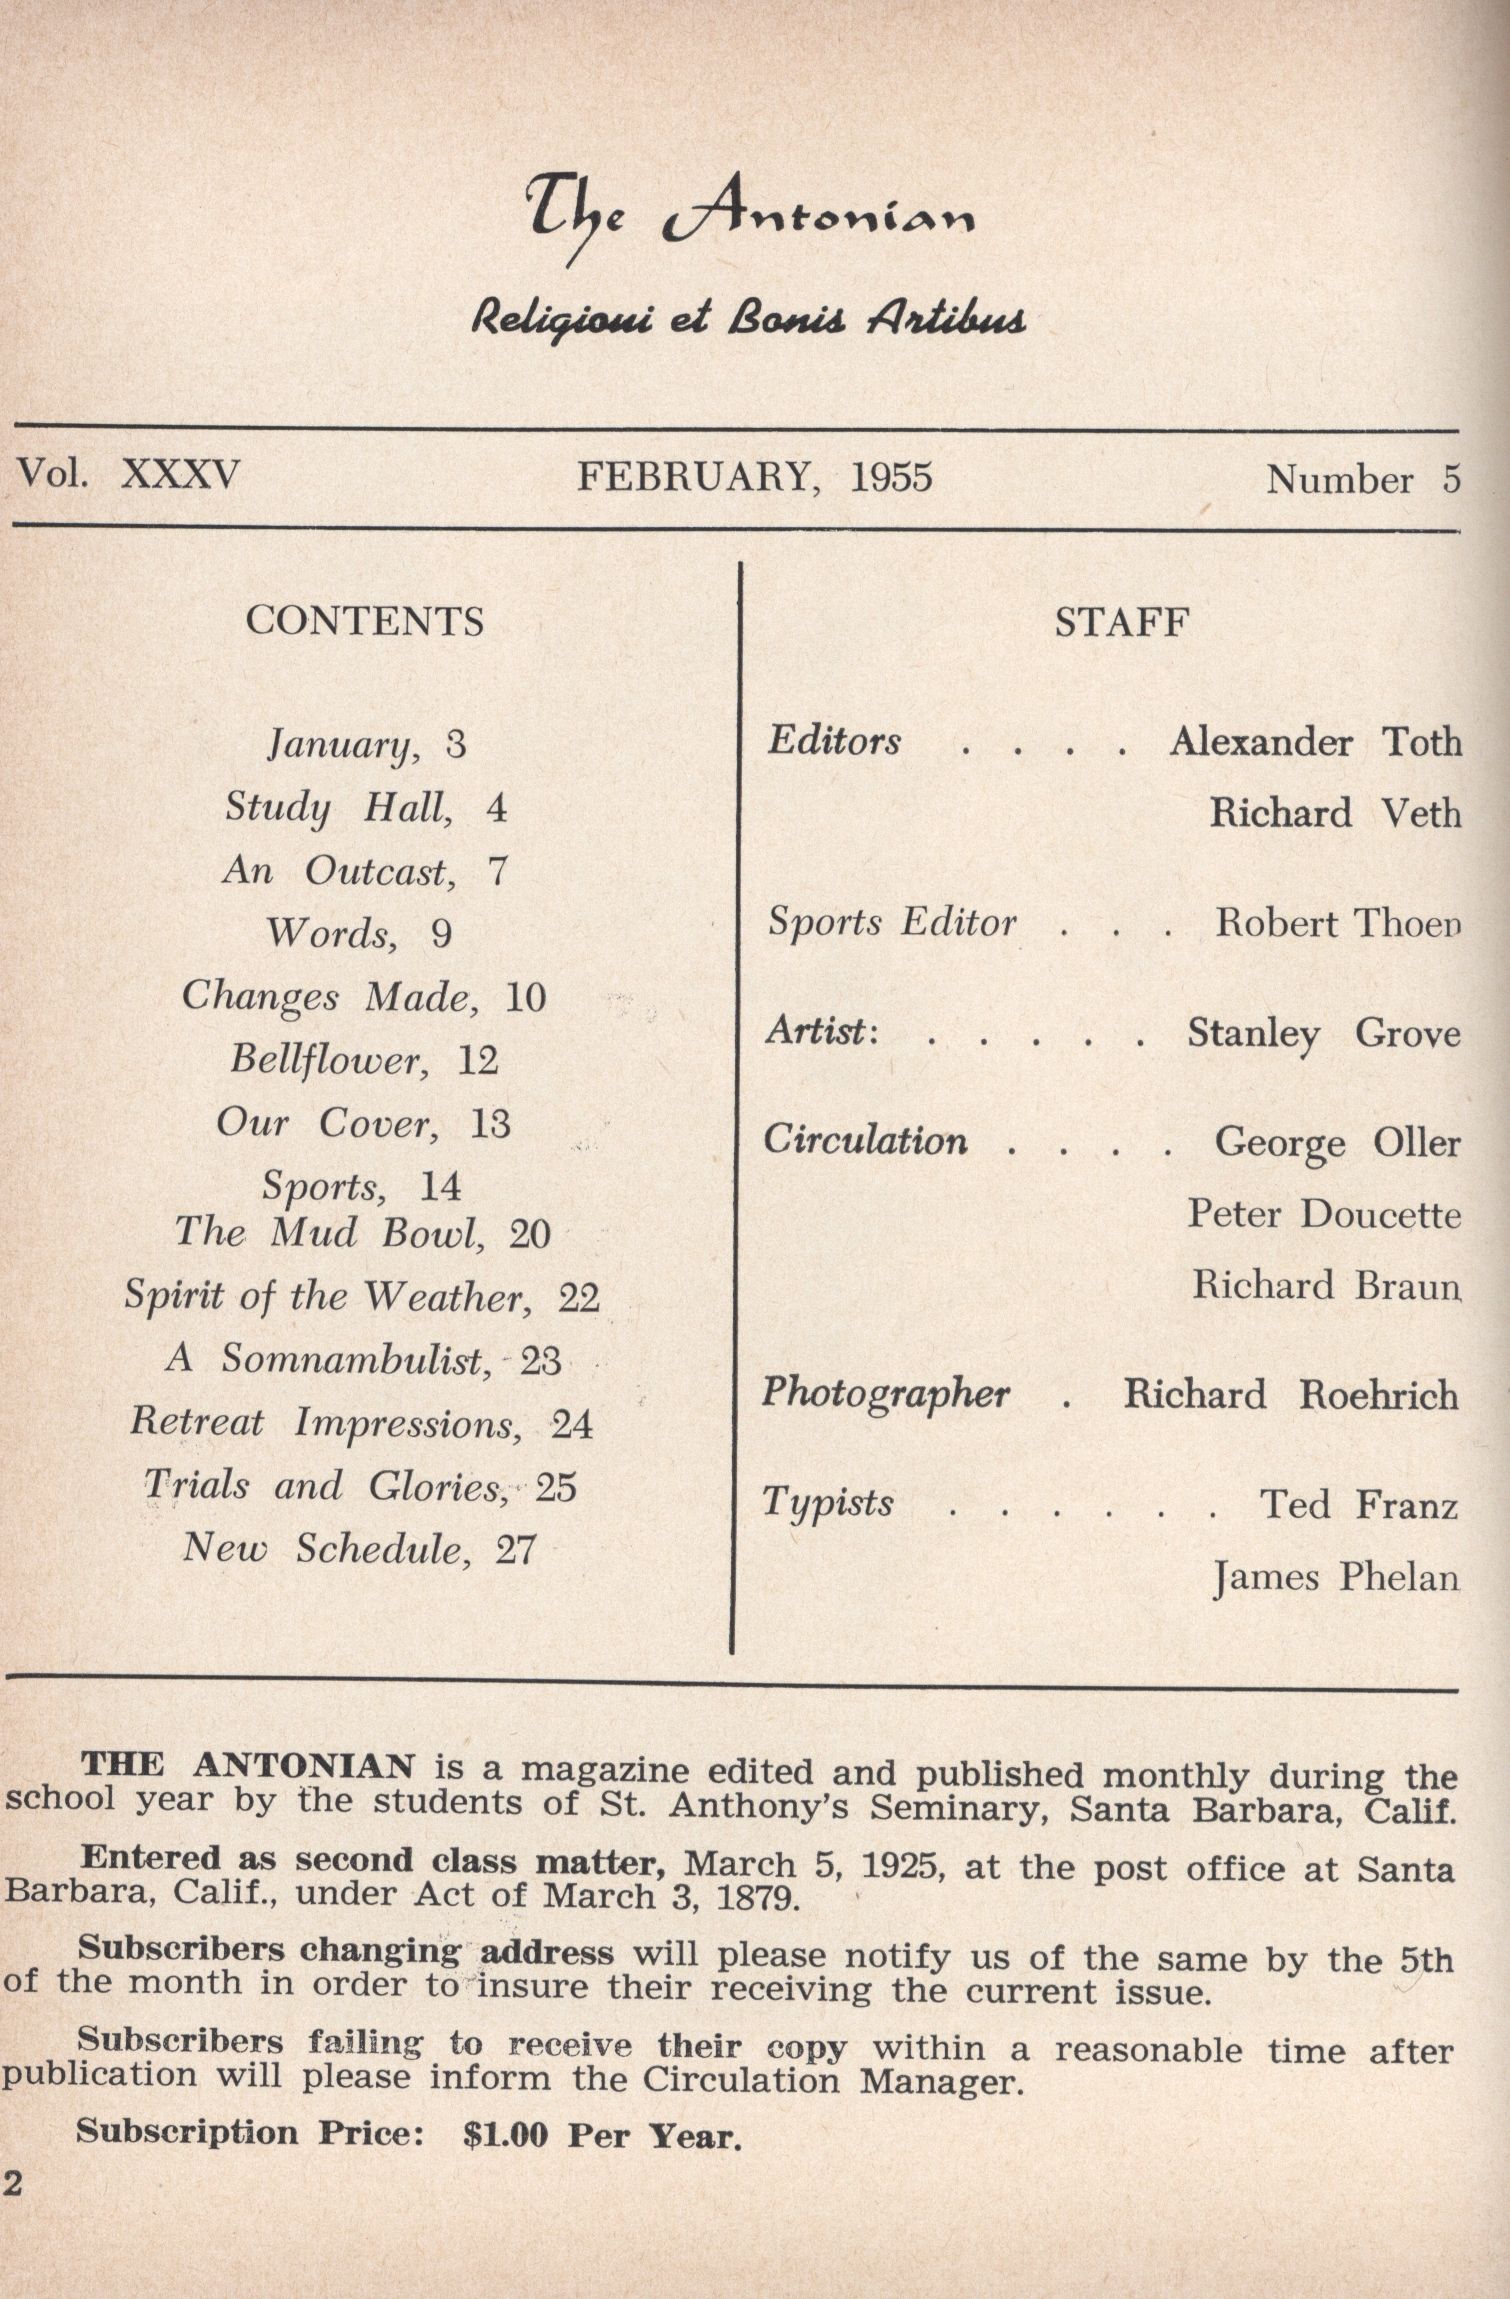 The Antonian
Religioni et Bonis Artibus
Vol. XXXV FEBRUARY, 1955 Number 5
CONTENTS
January, 3
Study Hall, 4
An Outcast, 7
Words, 9
Changes Made, 10
Bellflower, 12
Our Cover, 13
Sports, 14
The Mud Bowl, 20
Spirit of the Weather, 22
A Somnambulist, 23
Retreat Impressions, 24
Trials and Glories, 25
New Schedule, 27
STAFF
Editors . . . . Alexander Toth
Richard Veth
Sports Editor . . . Robert Thoen
Artist: . . . . . Stanley Grove
Circulation . . . . George Oller
Peter Doucette
Richard Braun
Photographer . Richard Roehrich
Typists . . . . . . Ted Franz
James Phelan
THE ANTONIAN is a magazine edited and published monthly during the
school year by the students of St. Anthony's Seminary, Santa Barbara, Calif.
Entered as second class matter, March 5, 1925, at the post office at Santa
Barbara, Calif., under Act of March 3, 1879.
Subscribers changing address will please notify us of the same by the 5th
of the month in order to insure their receiving the current issue.
Subscribers failing to receive their copy within a reasonable time after
publication will please inform the Circulation Manager.
Subscription Price: $1.00 Per Year.
2